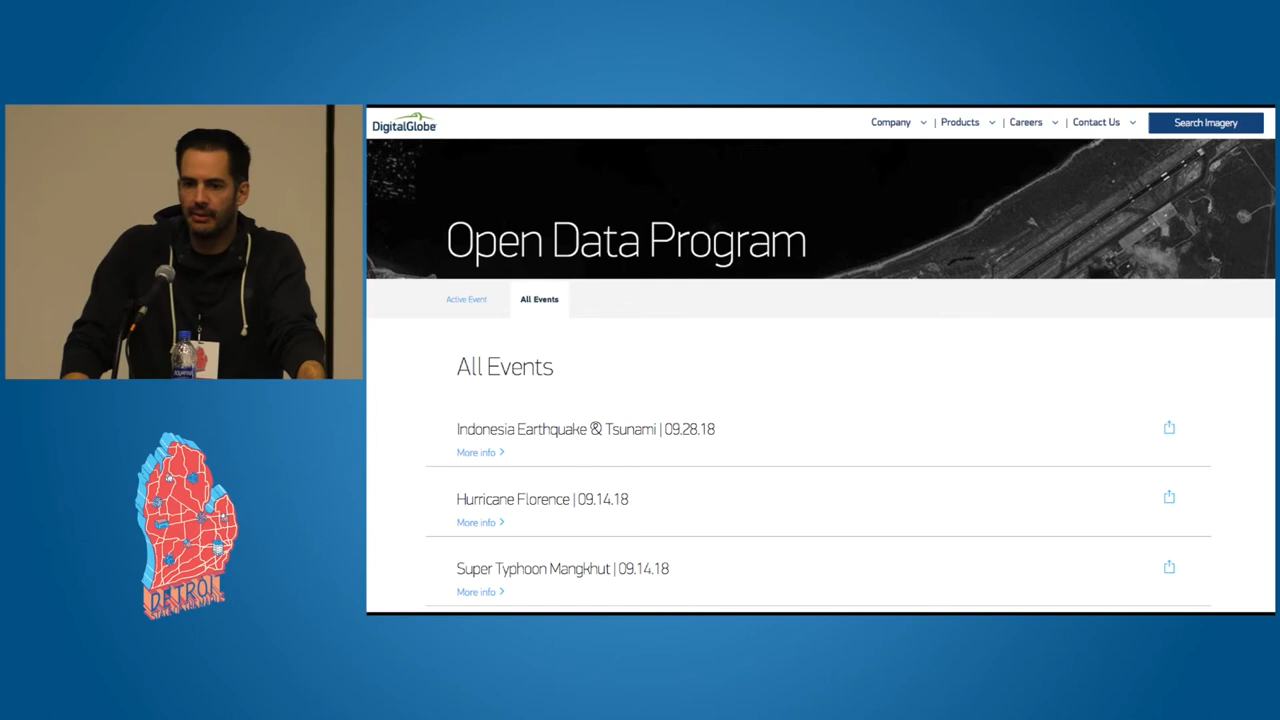 DigitalGlobe
Company | Products | Careers | Contact Us
Search Imagery
Open Data Program
Active Event
All Events
All Events
Indonesia Earthquake & Tsunami | 09.28.18
More info >
Hurricane Florence | 09.14.18
More info >
Super Typhoon Mangkhut | 09.14.18
More info >
DETROI